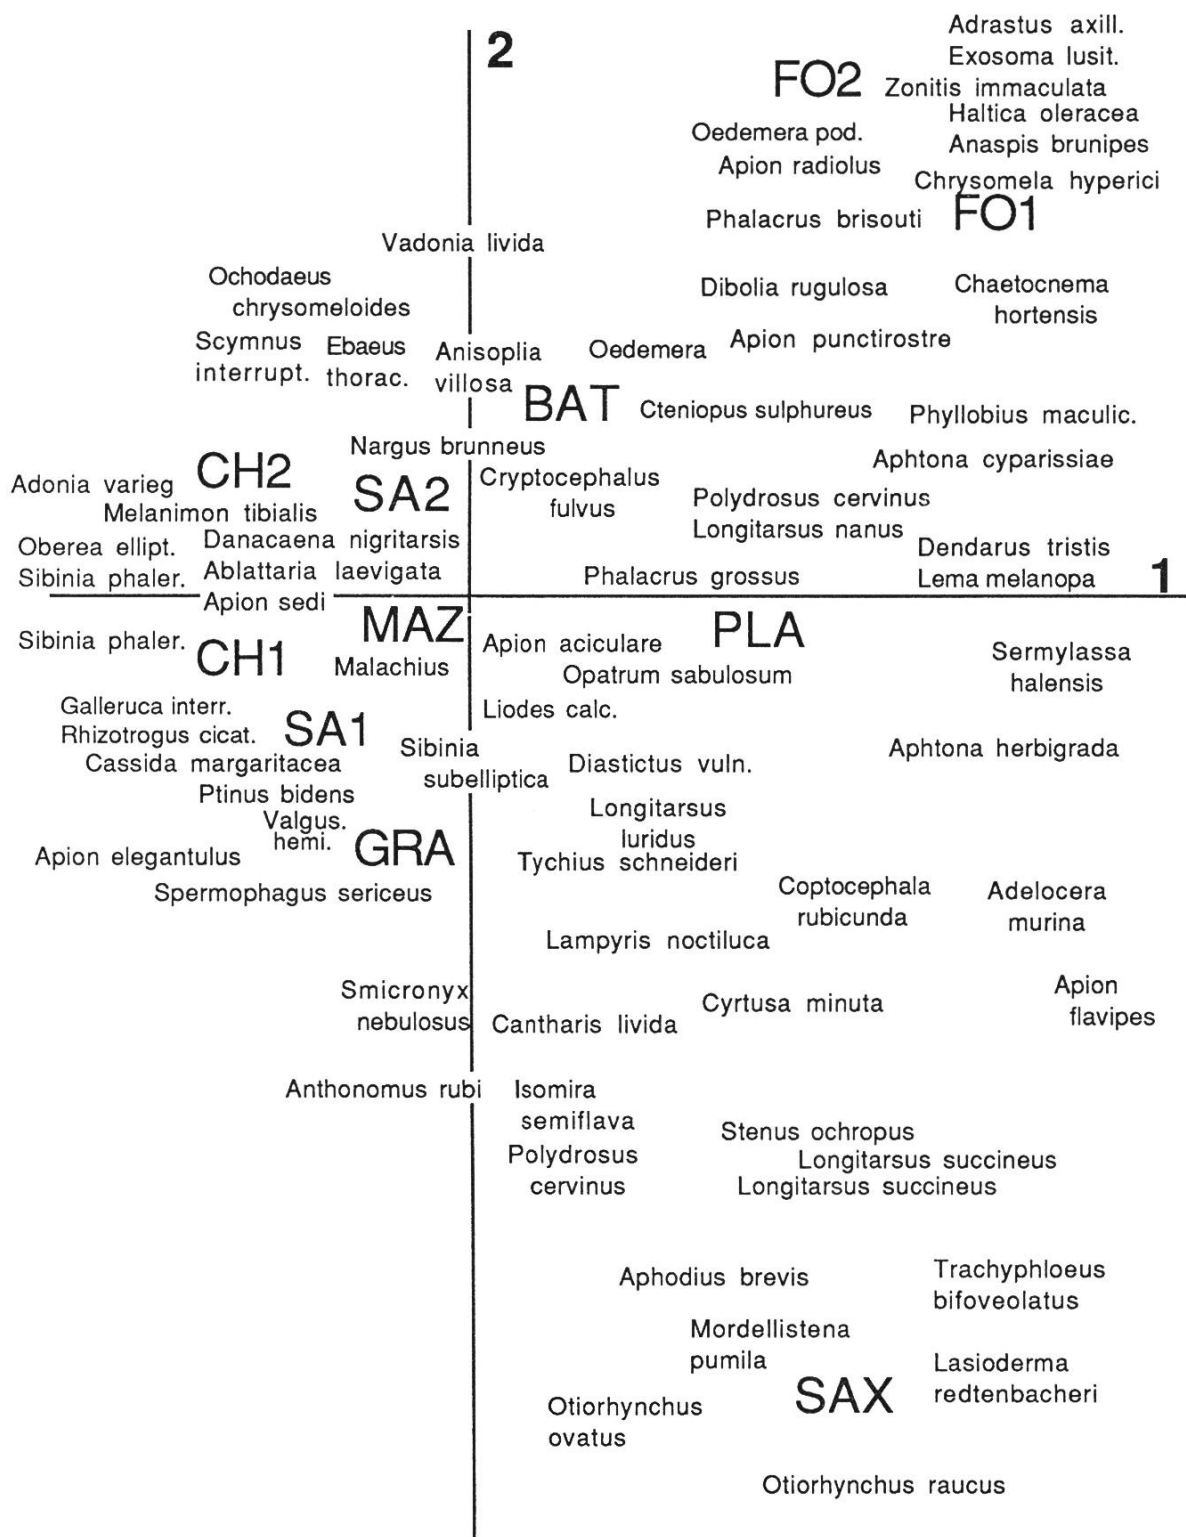 Adrastus axill.
2
Exosoma lusit.
FO2 Zonitis immaculata
Haltica oleracea
Oedemera pod.
Anaspis brunipes
Apion radiolus
Chrysomela hyperici
Phalacrus brisouti FO1
Vadonia livida
Ochodaeus
chrysomeloides
Dibolia rugulosa
Chaetocnema
hortensis
Scymnus
interrupt.
Ebaeus
thorac.
Anisoplia
villosa
Oedemera
Apion punctirostre
BAT
Cteniopus sulphureus
Phyllobius maculic.
Nargus brunneus
Adonia varieg
CH2
SA2
Cryptocephalus
fulvus
Aphtona cyparissiae
Melanimon tibialis
Polydrosus cervinus
Longitarsus nanus
Oberea ellipt.
Danacaena nigritarsis
Dendarus tristis
Sibinia phaler.
Ablattaria laevigata
Phalacrus grossus
Lema melanopa
1
Apion sedi
MAZ
PLA
Sibinia phaler.
CH1
Malachius
Apion aciculare
Opatrum sabulosum
Sermylassa
halensis
Galleruca interr.
Rhizotrogus cicat.
SA1
Liodes calc.
Cassida margaritacea
Sibinia
subelliptica
Diastictus vuln.
Aphtona herbigrada
Ptinus bidens
Valgus.
hemi.
GRA
Longitarsus
luridus
Apion elegantulus
Tychius schneideri
Spermophagus sericeus
Coptocephala
rubicunda
Adelocera
murina
Lampyris noctiluca
Smicronyx
nebulosus
Cantharis livida
Cyrtusa minuta
Apion
flavipes
Anthonomus rubi
Isomira
semiflava
Stenus ochropus
Polydrosus
cervinus
Longitarsus succineus
Longitarsus succineus
Aphodius brevis
Trachyphloeus
bifoveolatus
Mordellistena
pumila
SAX
Lasioderma
redtenbacheri
Otiorhynchus
ovatus
Otiorhynchus raucus